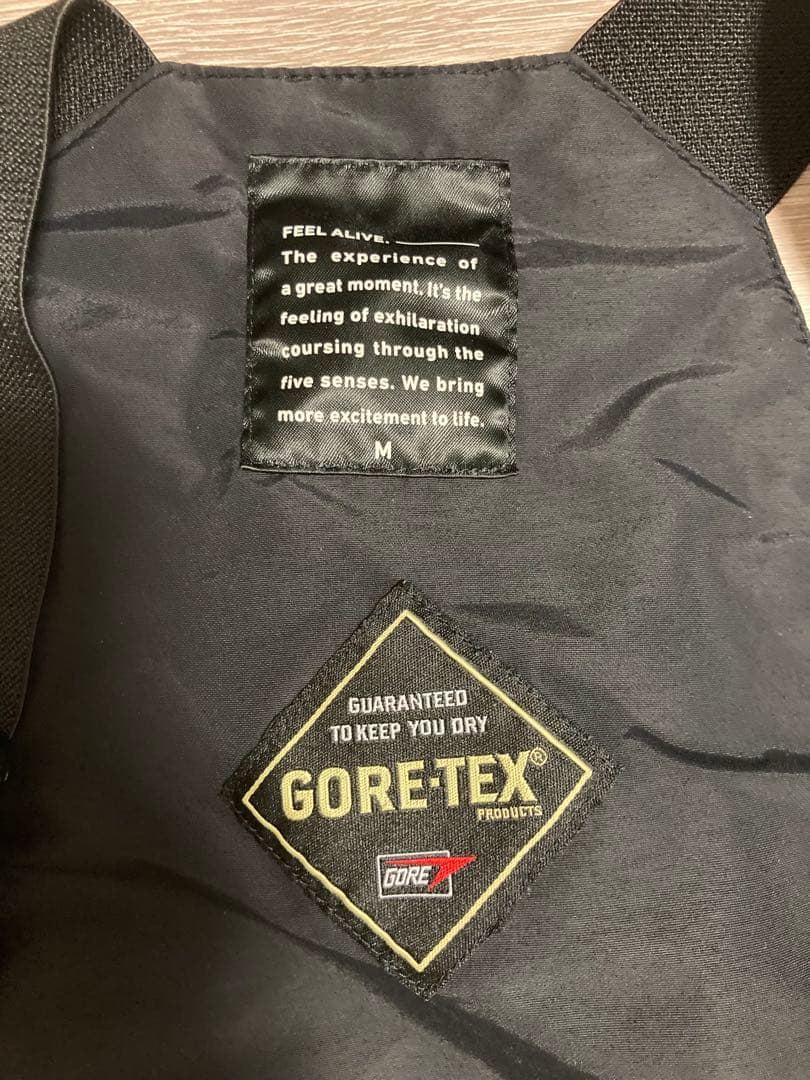 FEEL ALIVE.
The experience of
a great moment. It's the
feeling of exhilaration
coursing through the
five senses. We bring
more excitement to life.
M
GUARANTEED
TO KEEP YOU DRY
GORE-TEX®
PRODUCTS
GORE